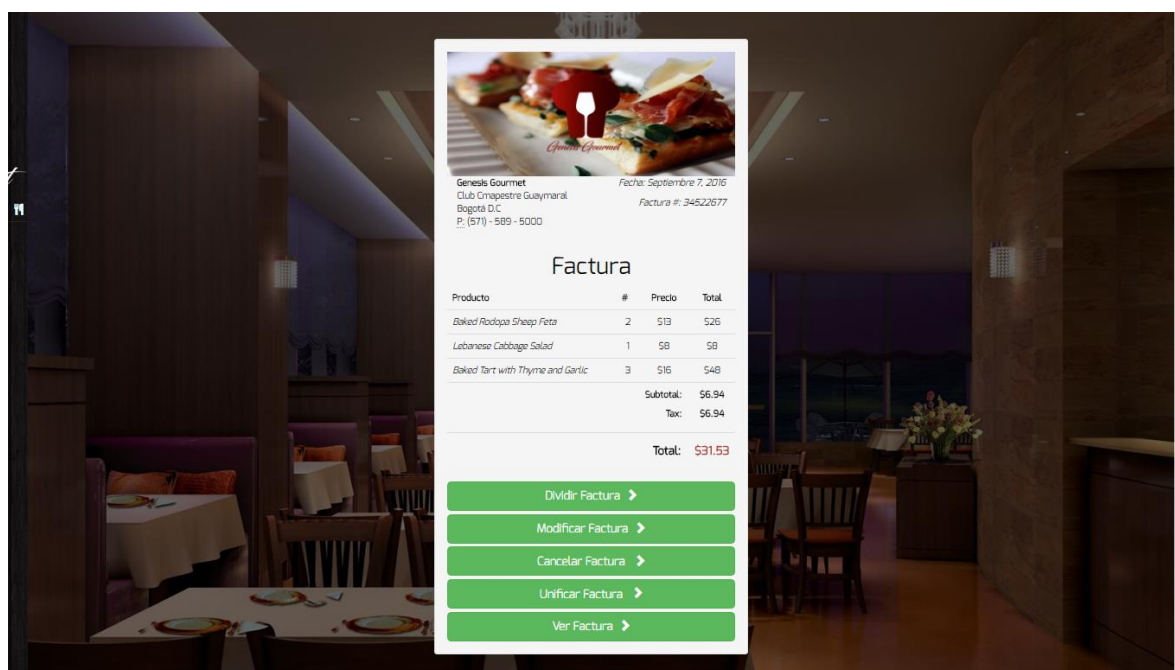 Genesis Gourmet
Genesis Gourmet
Club Cmapestre Guaymaral
Bogotá D.C
P: (571) - 589 - 5000
Fecha: Septiembre 7, 2016
Factura #: 34522677
Factura
Producto # Precio Total
Baked Rodopa Sheep Feta 2 $13 $26
Lebanese Cabbage Salad 1 $8 $8
Baked Tart with Thyme and Garlic 3 $16 $48
Subtotal: $6.94
Tax: $6.94
Total: $31.53
Dividir Factura
Modificar Factura
Cancelar Factura
Unificar Factura
Ver Factura